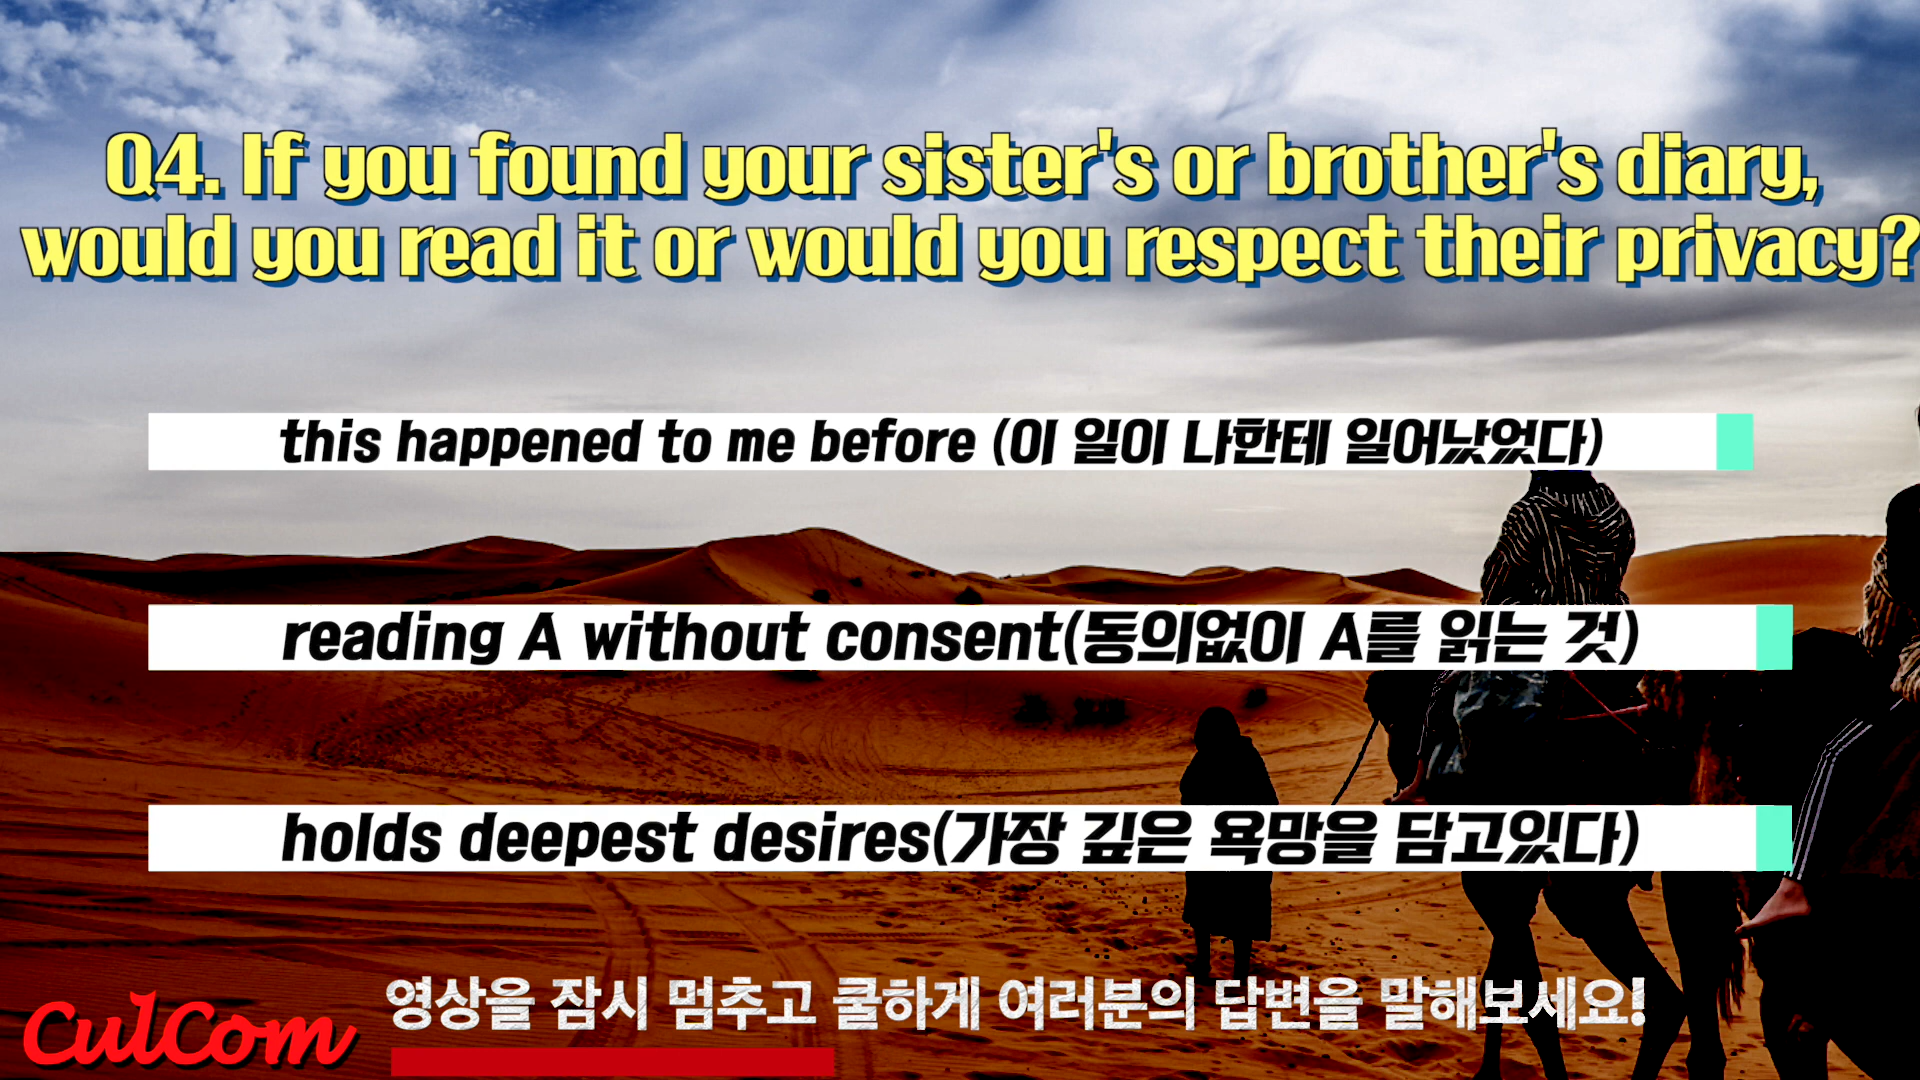 Q4. If you found your sister's or brother's diary,
would you read it or would you respect their privacy?
this happened to me before (이 일이 나한테 일어났었다)
reading A without consent(동의없이 A를 읽는 것)
holds deepest desires(가장 깊은 욕망을 담고있다)
영상을 잠시 멈추고 쿨하게 여러분의 답변을 말해보세요!
CulCom